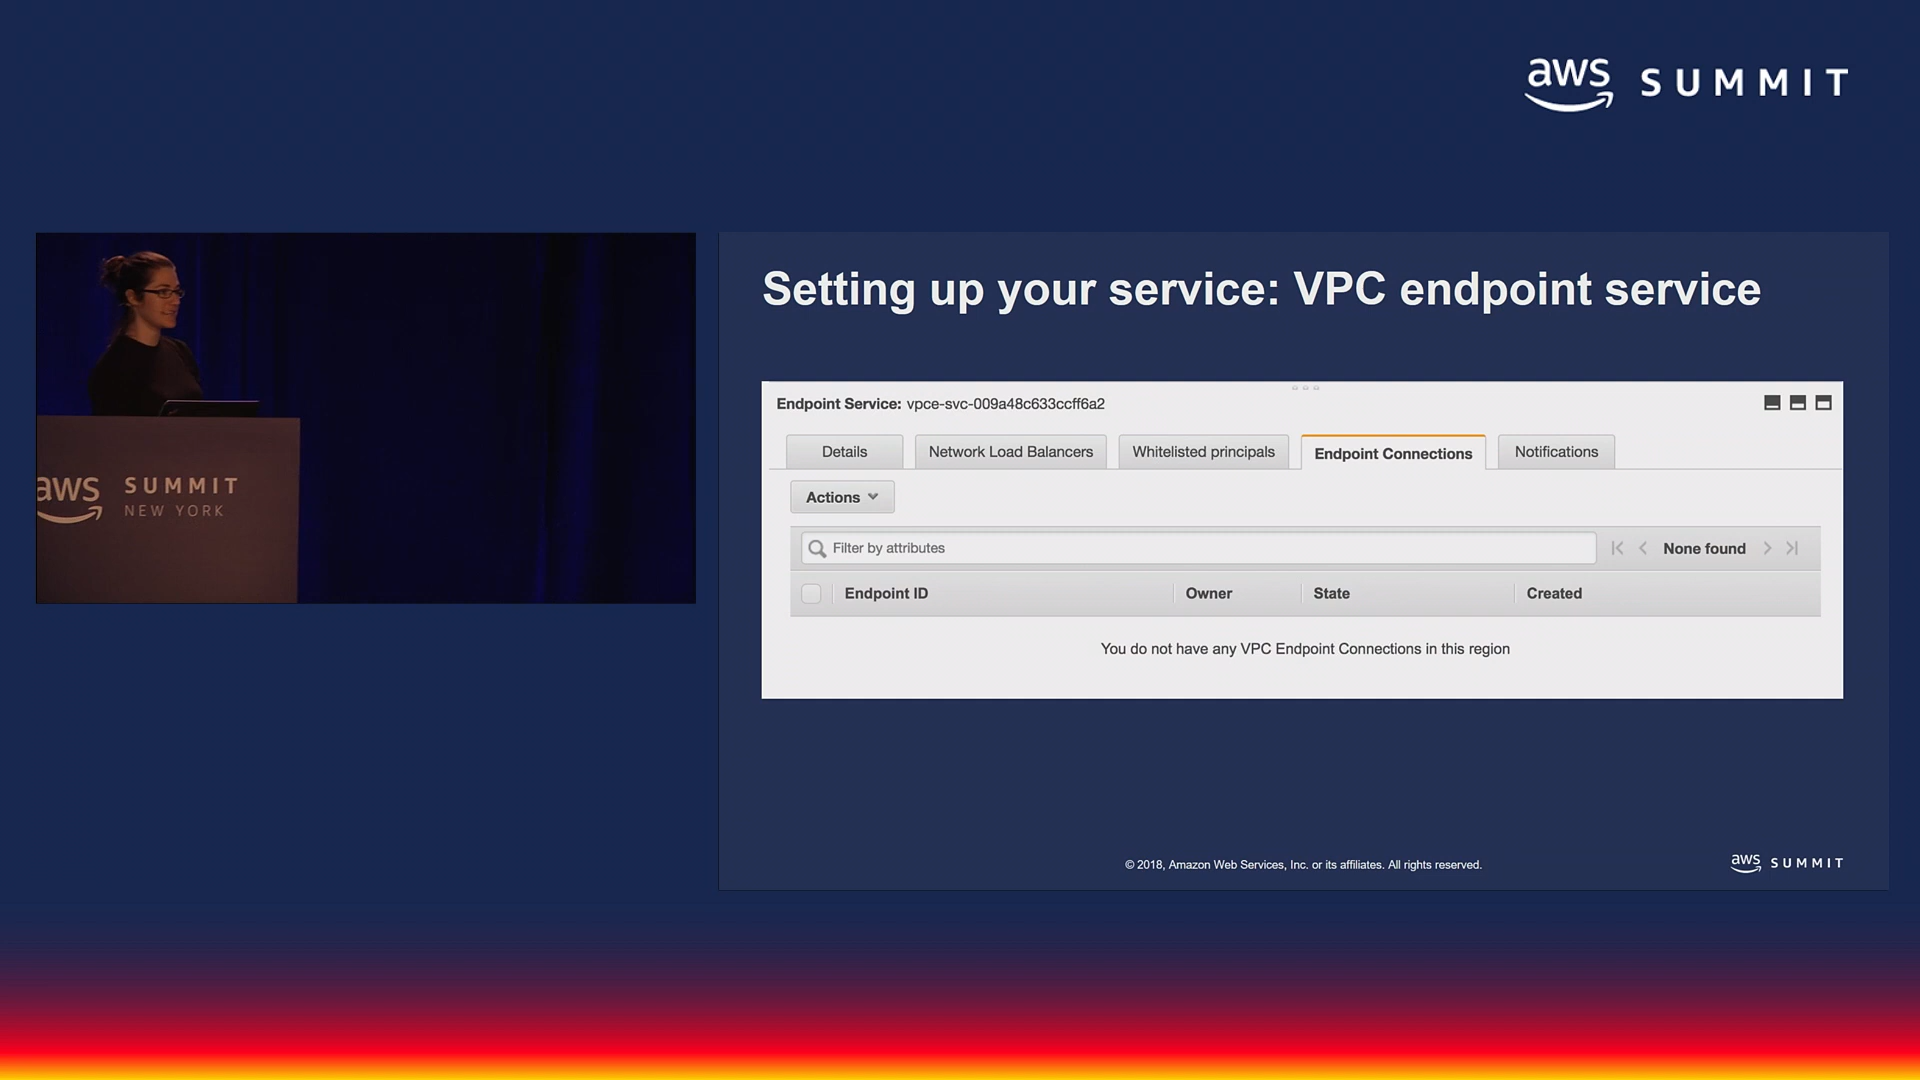 aws SUMMIT
aws SUMMIT
NEW YORK
Setting up your service: VPC endpoint service
Endpoint Service: vpce-svc-009a48c633ccff6a2
Details Network Load Balancers Whitelisted principals Endpoint Connections Notifications
Actions
Filter by attributes None found
Endpoint ID Owner State Created
You do not have any VPC Endpoint Connections in this region
© 2018, Amazon Web Services, Inc. or its affiliates. All rights reserved.
aws SUMMIT